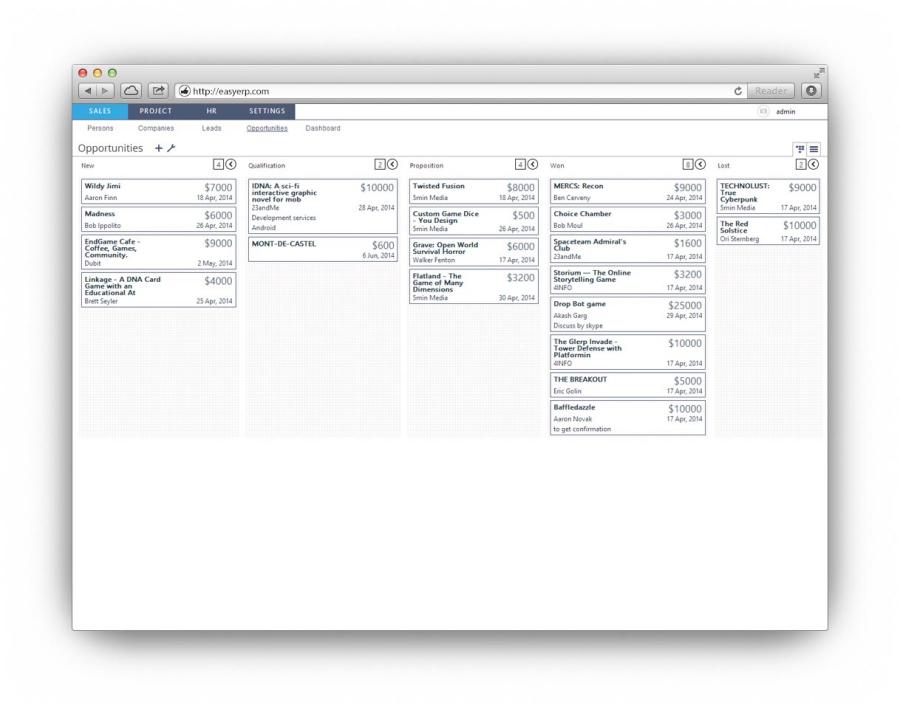 http://easyerp.com
Reader
SALES PROJECT HR SETTINGS
admin
Persons Companies Leads Opportunities Dashboard
Opportunities
New 4
Wildy Jimi $7000
Aaron Finn 18 Apr, 2014
Madness $6000
Bob Ippolito 26 Apr, 2014
EndGame Cafe - $9000
Coffee, Games,
Community.
Dubit 2 May, 2014
Linkage - A DNA Card $4000
Game with an
Educational At
Brett Seyler 25 Apr, 2014
Qualification 2
IDNA: A sci-fi $10000
interactive graphic
novel for mob
23andMe 28 Apr, 2014
Development services
Android
MONT-DE-CASTEL $600
6 Jun, 2014
Proposition 4
Twisted Fusion $8000
5min Media 18 Apr, 2014
Custom Game Dice $500
- You Design
5min Media 26 Apr, 2014
Grave: Open World $6000
Survival Horror
Walker Fenton 17 Apr, 2014
Flatland - The $3200
Game of Many
Dimensions
5min Media 30 Apr, 2014
Won 8
MERCS: Recon $9000
Ben Cerveny 24 Apr, 2014
Choice Chamber $3000
Bob Moul 26 Apr, 2014
Spaceteam Admiral's $1600
Club
23andMe 17 Apr, 2014
Storium — The Online $3200
Storytelling Game
4INFO 17 Apr, 2014
Drop Bot game $25000
Akash Garg 29 Apr, 2014
Discuss by skype
The Glerp Invade - $10000
Tower Defense with
Platformin
4INFO 17 Apr, 2014
THE BREAKOUT $5000
Eric Golin 17 Apr, 2014
Baffledazzle $10000
Aaron Novak 17 Apr, 2014
to get confirmation
Lost 2
TECHNOLUST: $9000
True
Cyberpunk
5min Media 17 Apr, 2014
The Red $10000
Solstice
Ori Sternberg 17 Apr, 2014